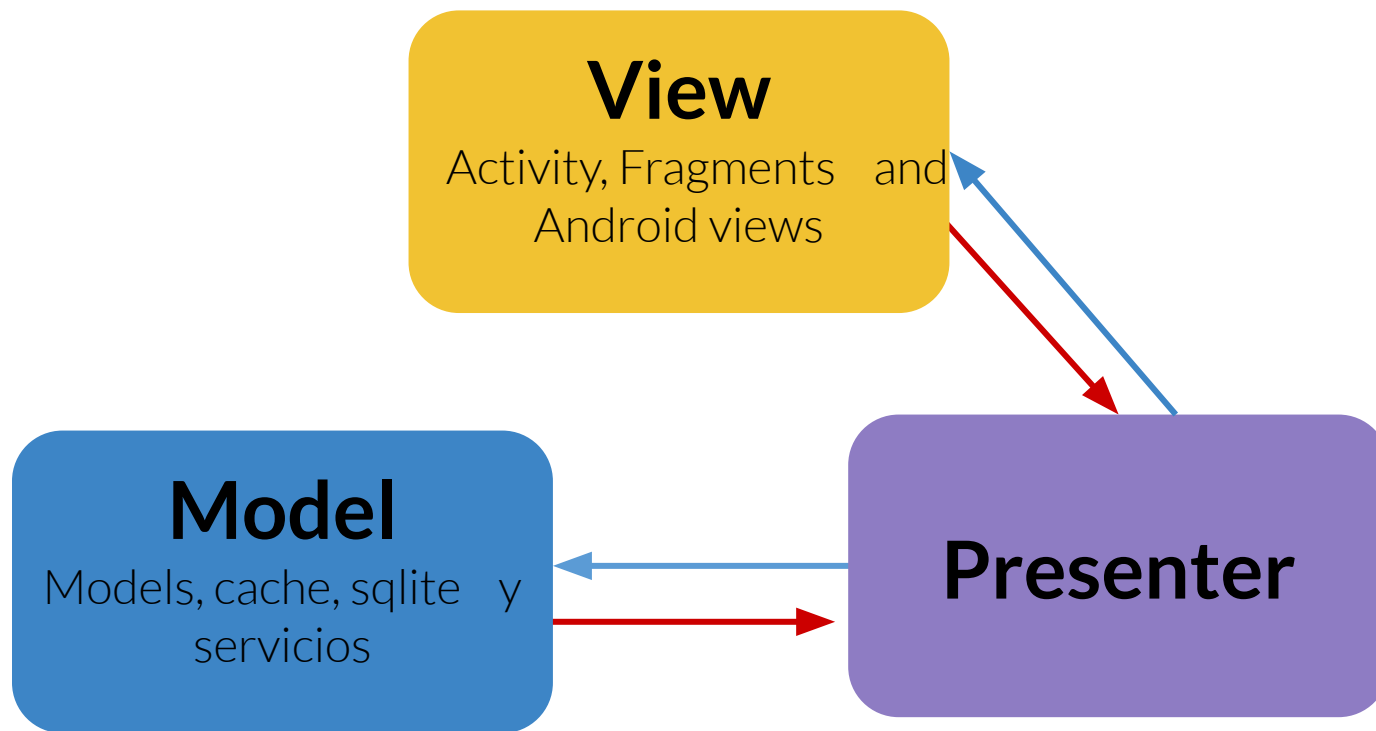 View
Activity, Fragments and
Android views
Model
Models, cache, sqlite y
servicios
Presenter